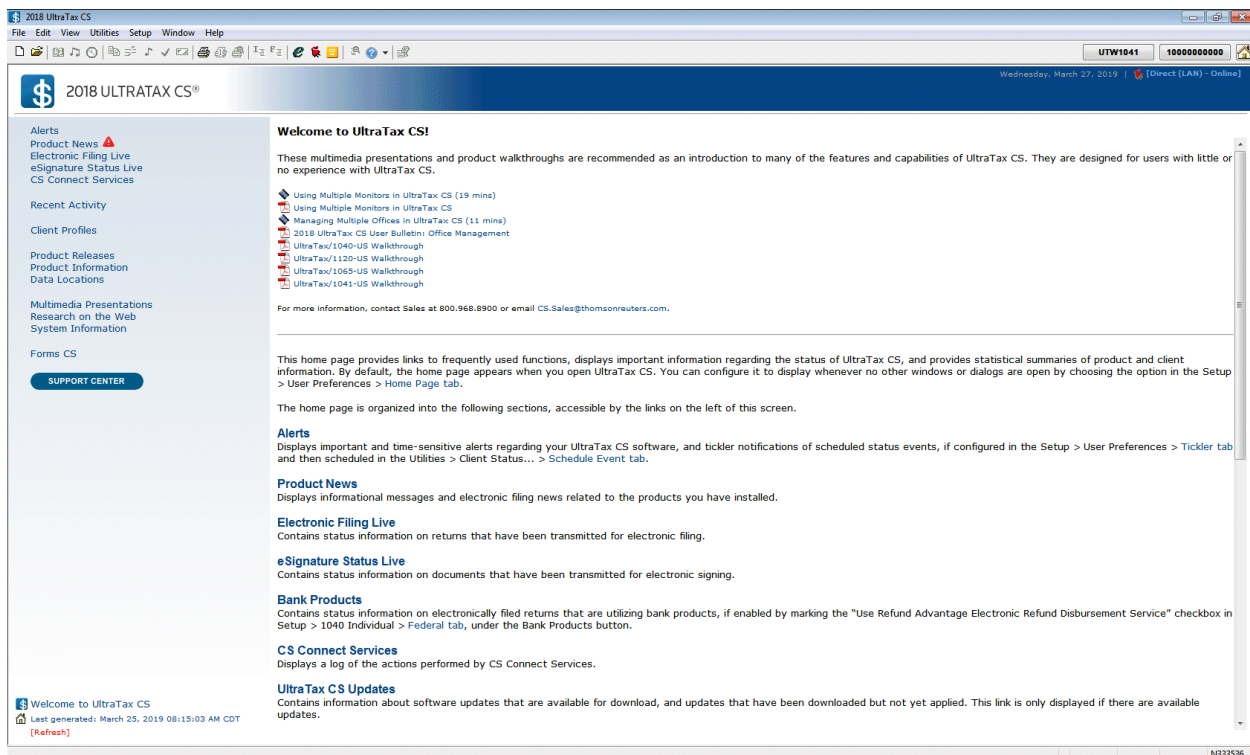 2018 UltraTax CS
File Edit View Utilities Setup Window Help
UTW1041 10000000000
Wednesday, March 27, 2019 | [Direct (LAN) - Online]
2018 ULTRATAX CS®
Alerts
Product News
Electronic Filing Live
eSignature Status Live
CS Connect Services
Recent Activity
Client Profiles
Product Releases
Product Information
Data Locations
Multimedia Presentations
Research on the Web
System Information
Forms CS
SUPPORT CENTER
Welcome to UltraTax CS
Last generated: March 25, 2019 08:15:03 AM CDT
[Refresh]
Welcome to UltraTax CS!
These multimedia presentations and product walkthroughs are recommended as an introduction to many of the features and capabilities of UltraTax CS. They are designed for users with little or
no experience with UltraTax CS.
Using Multiple Monitors in UltraTax CS (19 mins)
Using Multiple Monitors in UltraTax CS
Managing Multiple Offices in UltraTax CS (11 mins)
2018 UltraTax CS User Bulletin: Office Management
UltraTax/1040-US Walkthrough
UltraTax/1120-US Walkthrough
UltraTax/1065-US Walkthrough
UltraTax/1041-US Walkthrough
For more information, contact Sales at 800.968.8900 or email CS.Sales@thomsonreuters.com.
This home page provides links to frequently used functions, displays important information regarding the status of UltraTax CS, and provides statistical summaries of product and client
information. By default, the home page appears when you open UltraTax CS. You can configure it to display whenever no other windows or dialogs are open by choosing the option in the Setup
> User Preferences > Home Page tab.
The home page is organized into the following sections, accessible by the links on the left of this screen.
Alerts
Displays important and time-sensitive alerts regarding your UltraTax CS software, and tickler notifications of scheduled status events, if configured in the Setup > User Preferences > Tickler tab
and then scheduled in the Utilities > Client Status... > Schedule Event tab.
Product News
Displays informational messages and electronic filing news related to the products you have installed.
Electronic Filing Live
Contains status information on returns that have been transmitted for electronic filing.
eSignature Status Live
Contains status information on documents that have been transmitted for electronic signing.
Bank Products
Contains status information on electronically filed returns that are utilizing bank products, if enabled by marking the "Use Refund Advantage Electronic Refund Disbursement Service" checkbox in
Setup > 1040 Individual > Federal tab, under the Bank Products button.
CS Connect Services
Displays a log of the actions performed by CS Connect Services.
UltraTax CS Updates
Contains information about software updates that are available for download, and updates that have been downloaded but not yet applied. This link is only displayed if there are available
updates.
N333536